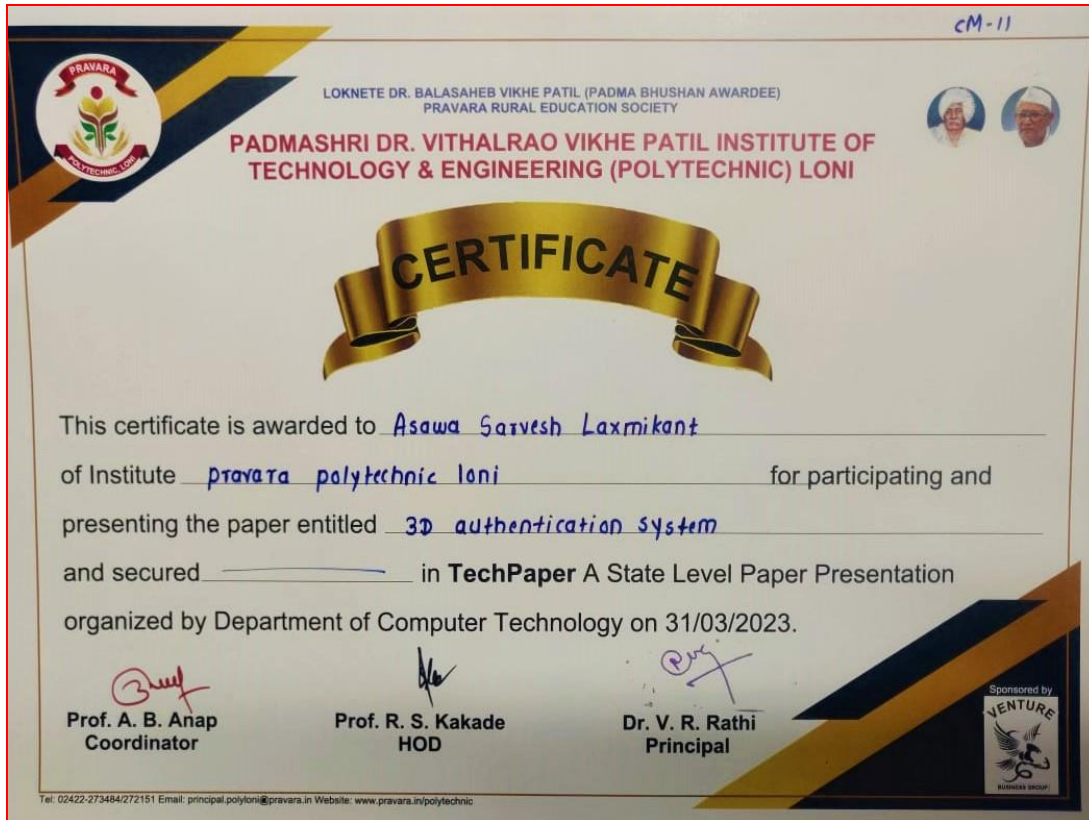 CM-11
PRAVARA
POLYTECHNIC, LONI
LOKNETE DR. BALASAHEB VIKHE PATIL (PADMA BHUSHAN AWARDEE)
PRAVARA RURAL EDUCATION SOCIETY
PADMASHRI DR. VITHALRAO VIKHE PATIL INSTITUTE OF
TECHNOLOGY & ENGINEERING (POLYTECHNIC) LONI
CERTIFICATE
This certificate is awarded to Asawa Sarvesh Laxmikant
of Institute pravara polytechnic loni for participating and
presenting the paper entitled 3D authentication system
and secured in TechPaper A State Level Paper Presentation
organized by Department of Computer Technology on 31/03/2023.
Prof. A. B. Anap
Coordinator
Prof. R. S. Kakade
HOD
Dr. V. R. Rathi
Principal
Sponsored by
VENTURE
BUSINESS GROUP
Tel: 02422-273484/272151 Email: principal.polyloni@pravara.in Website: www.pravara.in/polytechnic